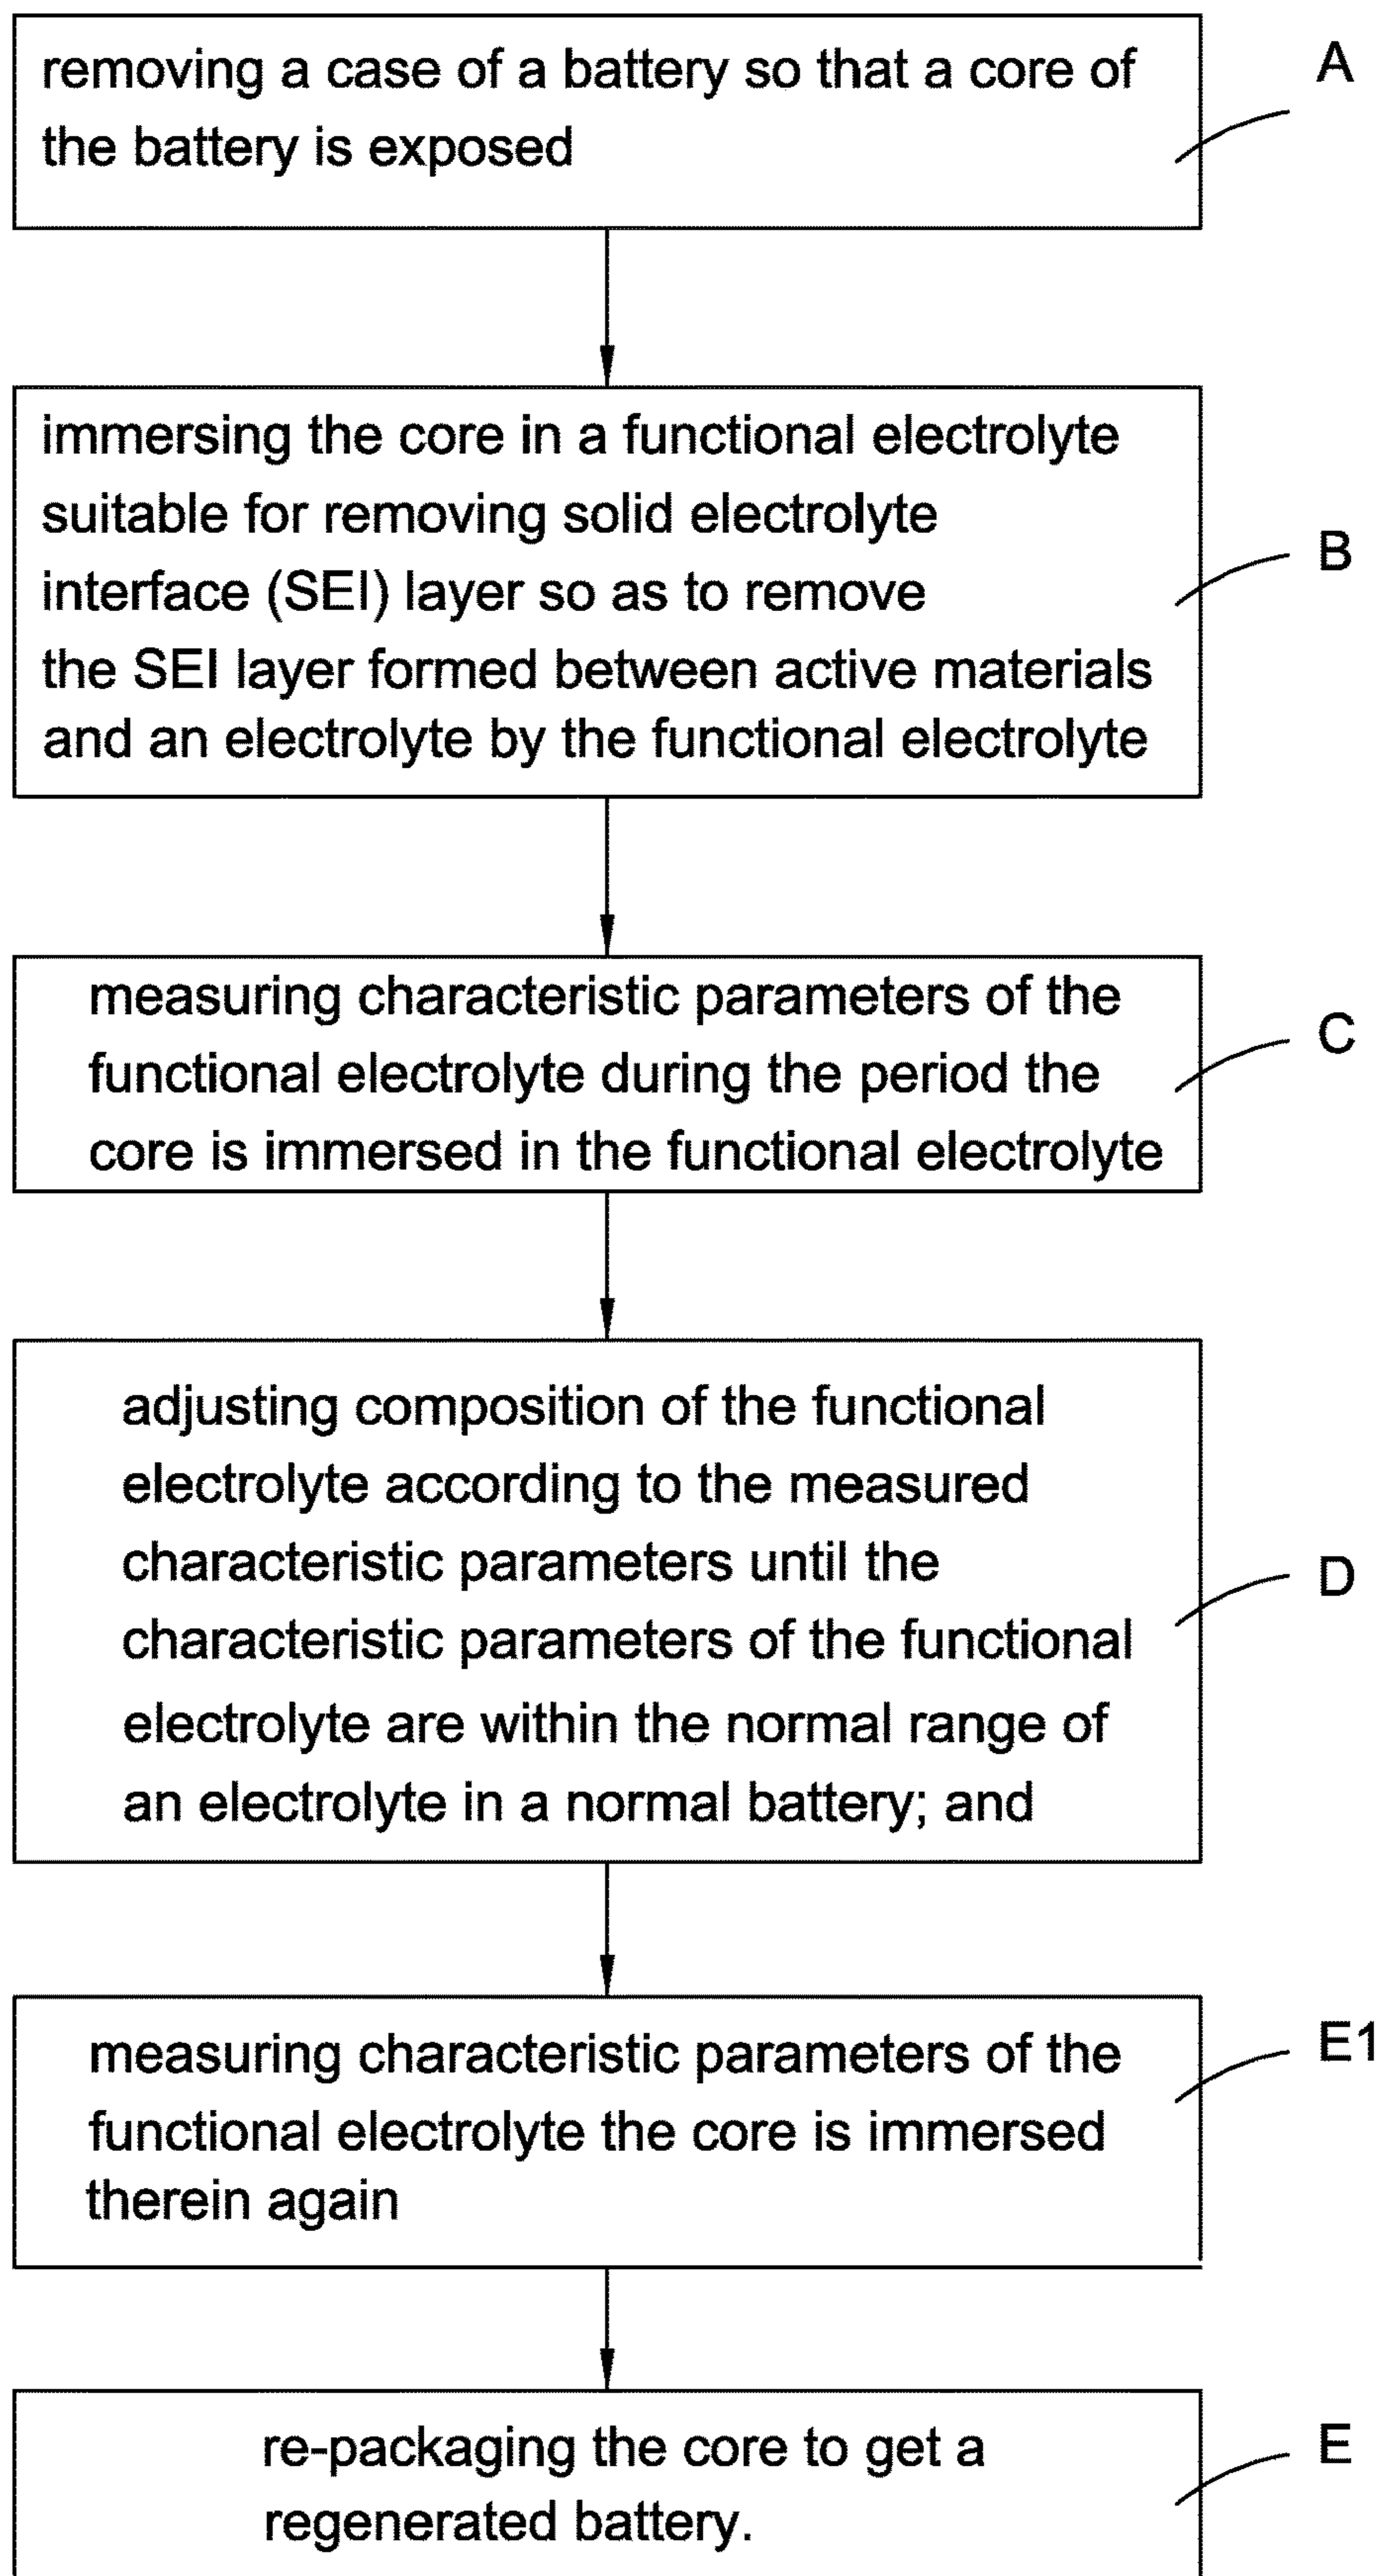 removing a case of a battery so that a core of
the battery is exposed
A
immersing the core in a functional electrolyte
suitable for removing solid electrolyte
interface (SEI) layer so as to remove
the SEI layer formed between active materials
and an electrolyte by the functional electrolyte
B
measuring characteristic parameters of the
functional electrolyte during the period the
core is immersed in the functional electrolyte
C
adjusting composition of the functional
electrolyte according to the measured
characteristic parameters until the
characteristic parameters of the functional
electrolyte are within the normal range of
an electrolyte in a normal battery; and
D
measuring characteristic parameters of the
functional electrolyte the core is immersed
therein again
E1
re-packaging the core to get a
regenerated battery.
E